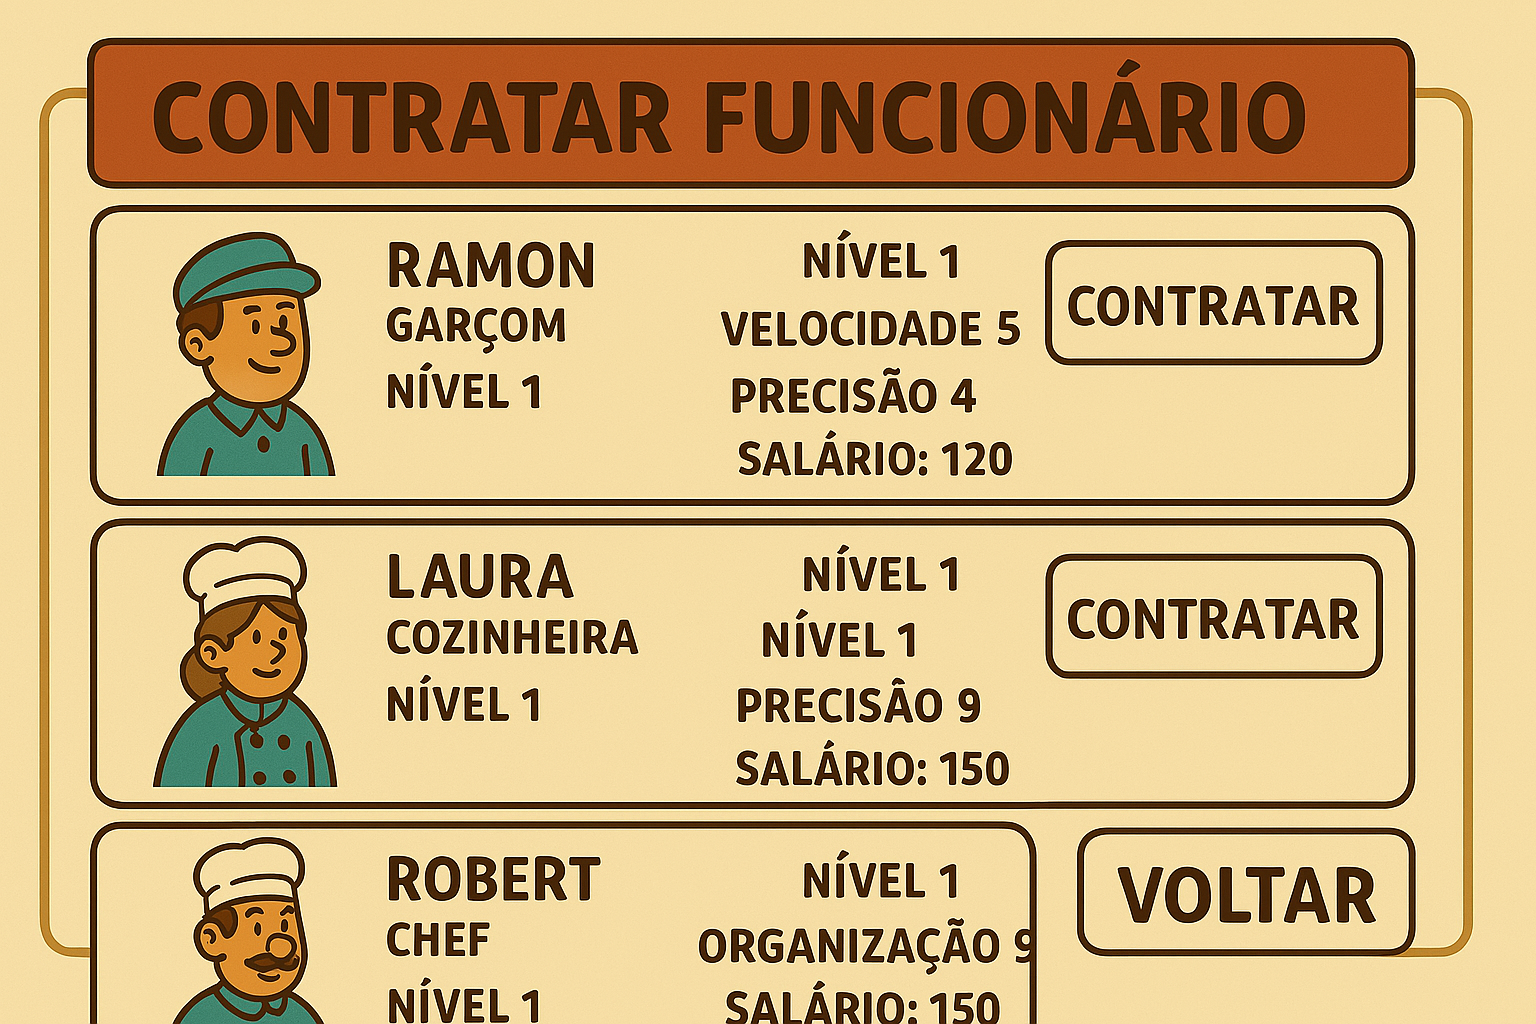 CONTRATAR FUNCIONÁRIO
RAMON
GARÇOM
NÍVEL 1
NÍVEL 1
VELOCIDADE 5
PRECISÃO 4
SALÁRIO: 120
CONTRATAR
LAURA
COZINHEIRA
NÍVEL 1
NÍVEL 1
NÍVEL 1
PRECISÂO 9
SALÁRIO: 150
CONTRATAR
ROBERT
CHEF
NÍVEL 1
NÍVEL 1
ORGANIZAÇÃO 9
SALÁRIO: 150
VOLTAR